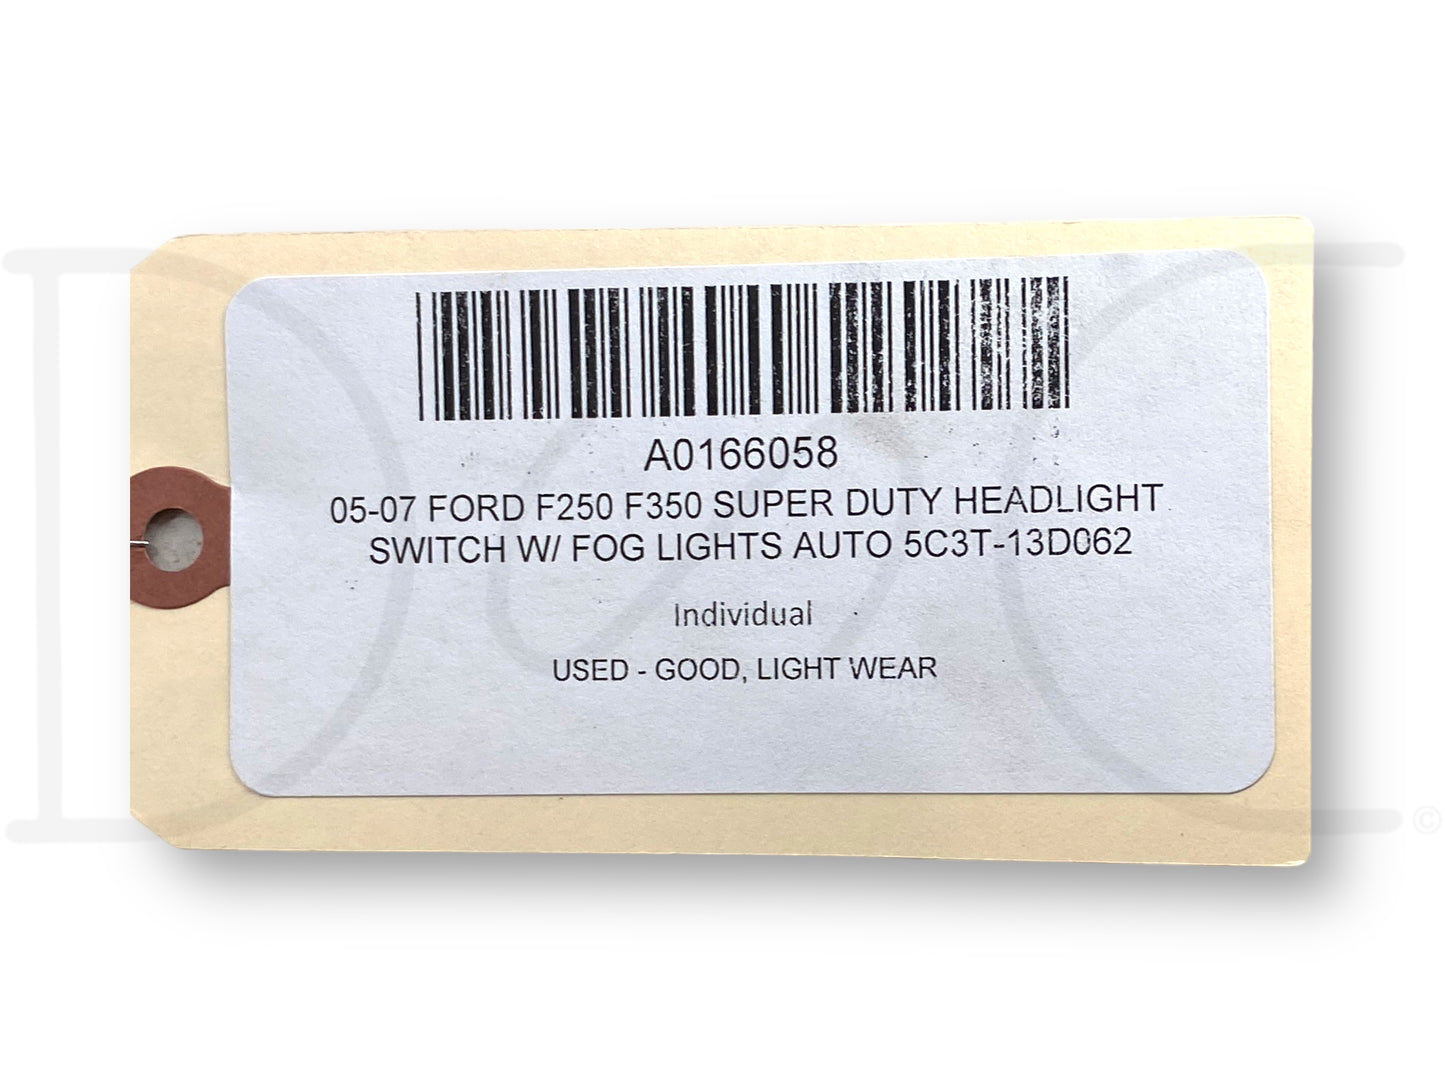 A0166058
05-07 FORD F250 F350 SUPER DUTY HEADLIGHT
SWITCH W/ FOG LIGHTS AUTO 5C3T-13D062
Individual
USED - GOOD, LIGHT WEAR
©